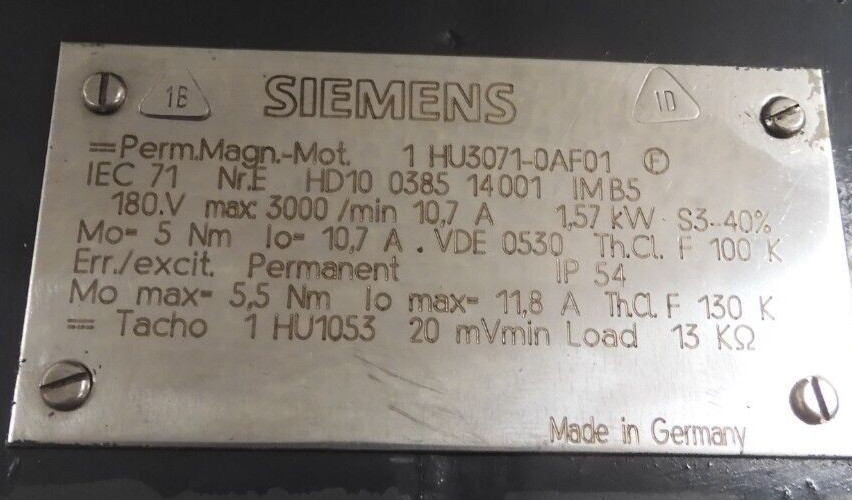 1B SIEMENS 1D
=Perm.Magn.-Mot. 1 HU3071-0AF01 F
IEC 71 Nr.E HD10 0385 14001 IM B5
180.V max: 3000 /min 10,7 A 1,57 kW S3-40%
Mo= 5 Nm Io= 10,7 A . VDE 0530 Th.Cl. F 100 K
Err./excit. Permanent IP 54
Mo max= 5,5 Nm Io max= 11,8 A Th.Cl. F 130 K
= Tacho 1 HU1053 20 mVmin Load 13 KΩ
Made in Germany